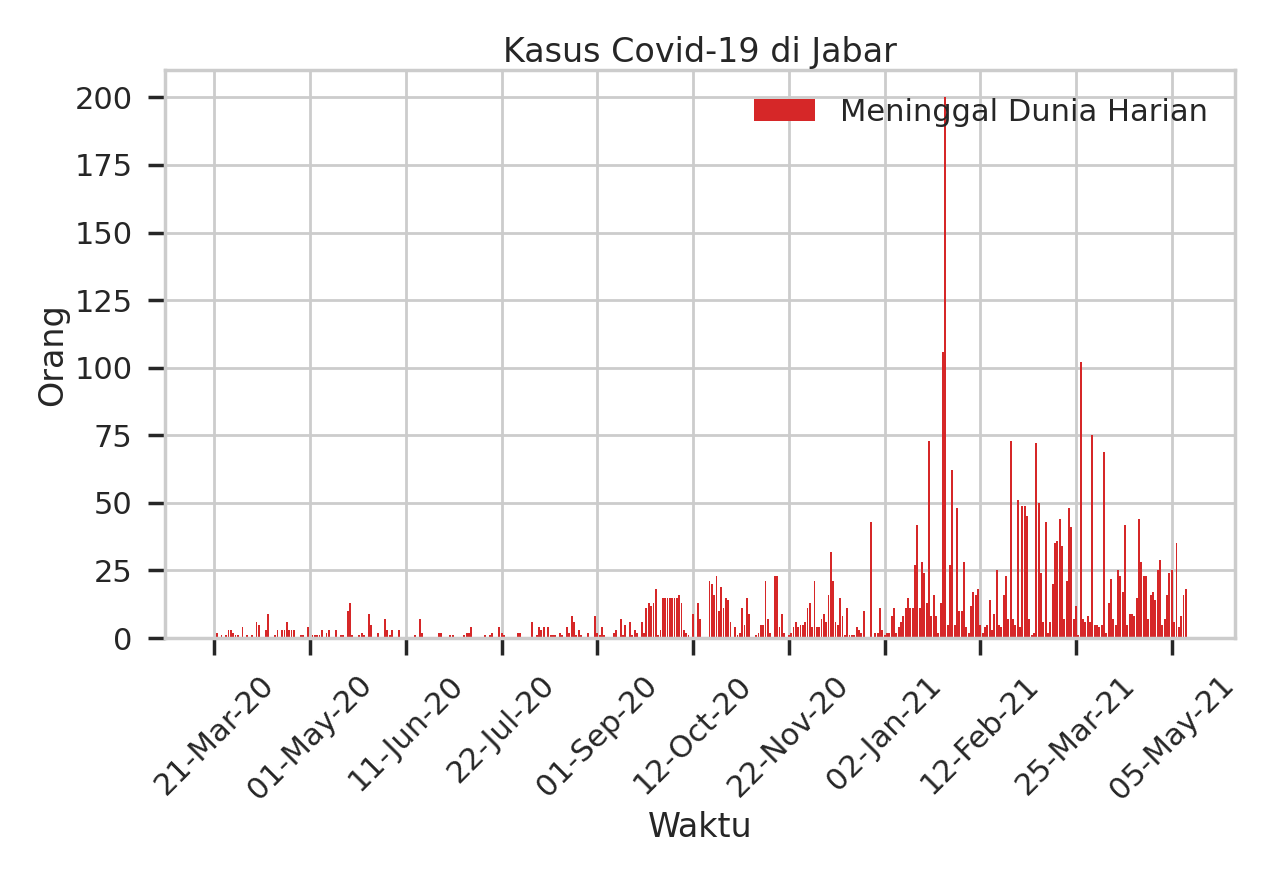 Kasus Covid-19 di Jabar
Meninggal Dunia Harian
200
175
150
125
100
75
50
25
0
Orang
21-Mar-20
01-May-20
11-Jun-20
22-Jul-20
01-Sep-20
12-Oct-20
22-Nov-20
02-Jan-21
12-Feb-21
25-Mar-21
05-May-21
Waktu